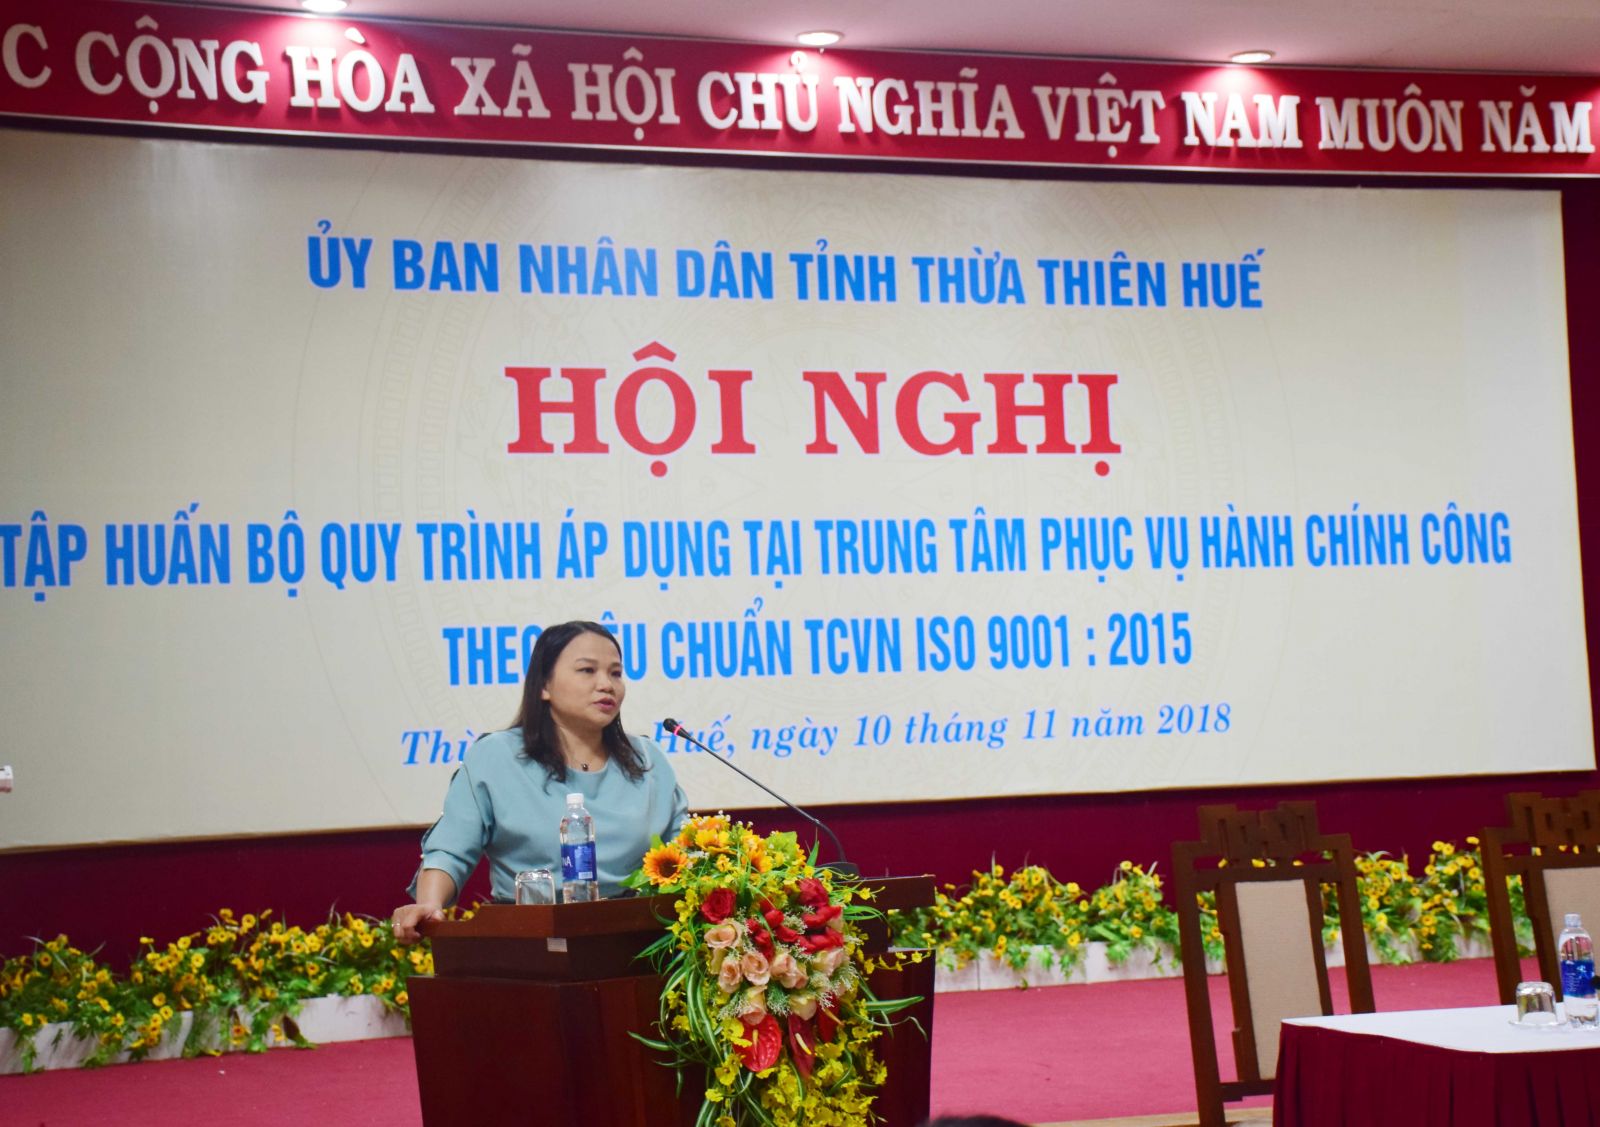 CỘNG HÒA XÃ HỘI CHỦ NGHĨA VIỆT NAM MUÔN NĂM
ỦY BAN NHÂN DÂN TỈNH THỪA THIÊN HUẾ
HỘI NGHỊ
TẬP HUẤN BỘ QUY TRÌNH ÁP DỤNG TẠI TRUNG TÂM PHỤC VỤ HÀNH CHÍNH CÔNG
CHUẨN TCVN ISO 9001 : 2015
Huế, ngày 10 tháng 11 năm 2018